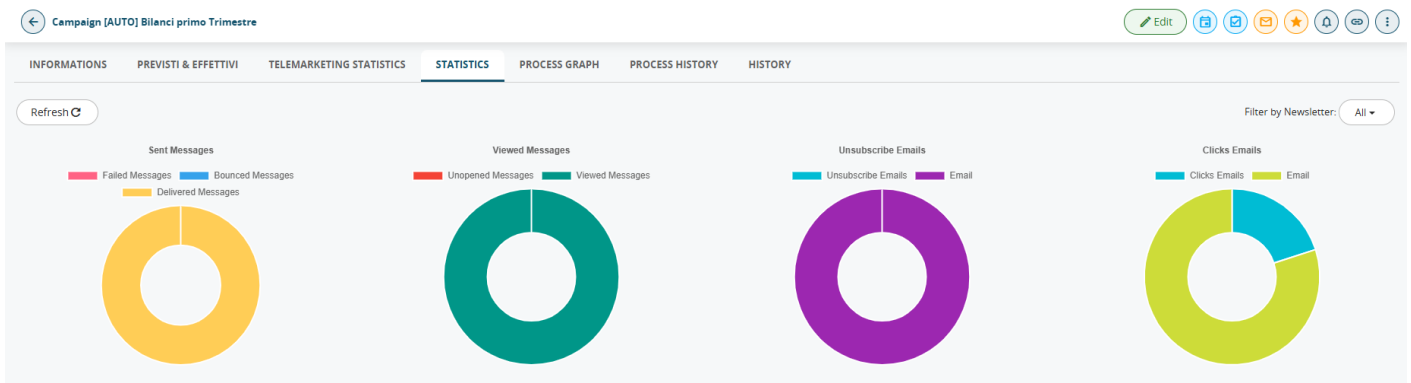 Campaign [AUTO] Bilanci primo Trimestre
Edit
INFORMATIONS PREVISTI & EFFETTIVI TELEMARKETING STATISTICS STATISTICS PROCESS GRAPH PROCESS HISTORY HISTORY
Refresh
Filter by Newsletter: All
Sent Messages
Failed Messages Bounced Messages
Delivered Messages
Viewed Messages
Unopened Messages Viewed Messages
Unsubscribe Emails
Unsubscribe Emails Email
Clicks Emails
Clicks Emails Email